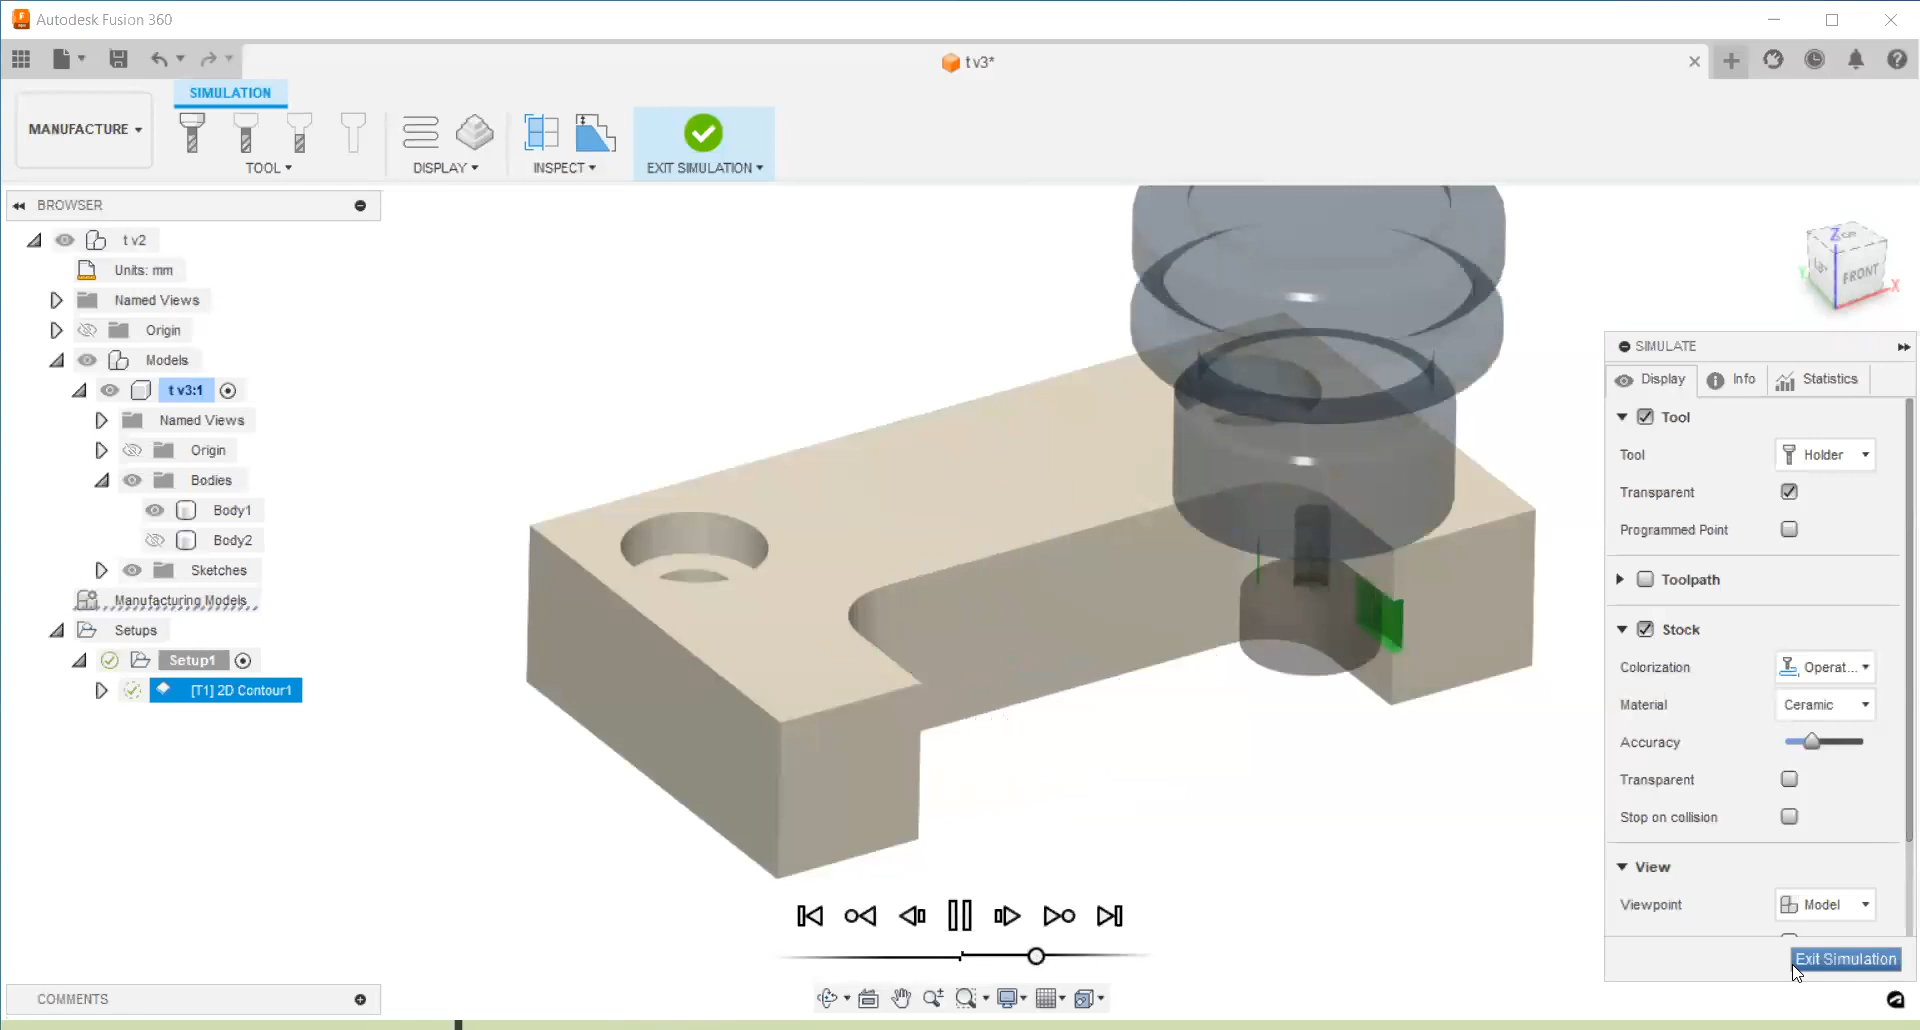 Autodesk Fusion 360
t v3*
SIMULATION
MANUFACTURE
TOOL
DISPLAY
INSPECT
EXIT SIMULATION
BROWSER
t v2
Units: mm
Named Views
Origin
Models
t v3:1
Named Views
Origin
Bodies
Body1
Body2
Sketches
Manufacturing Models
Setups
Setup1
[T1] 2D Contour1
COMMENTS
Z
FRONT
X
SIMULATE
Display Info Statistics
Tool
Tool Holder
Transparent
Programmed Point
Toolpath
Stock
Colorization Operat...
Material Ceramic
Accuracy
Transparent
Stop on collision
View
Viewpoint Model
Exit Simulation